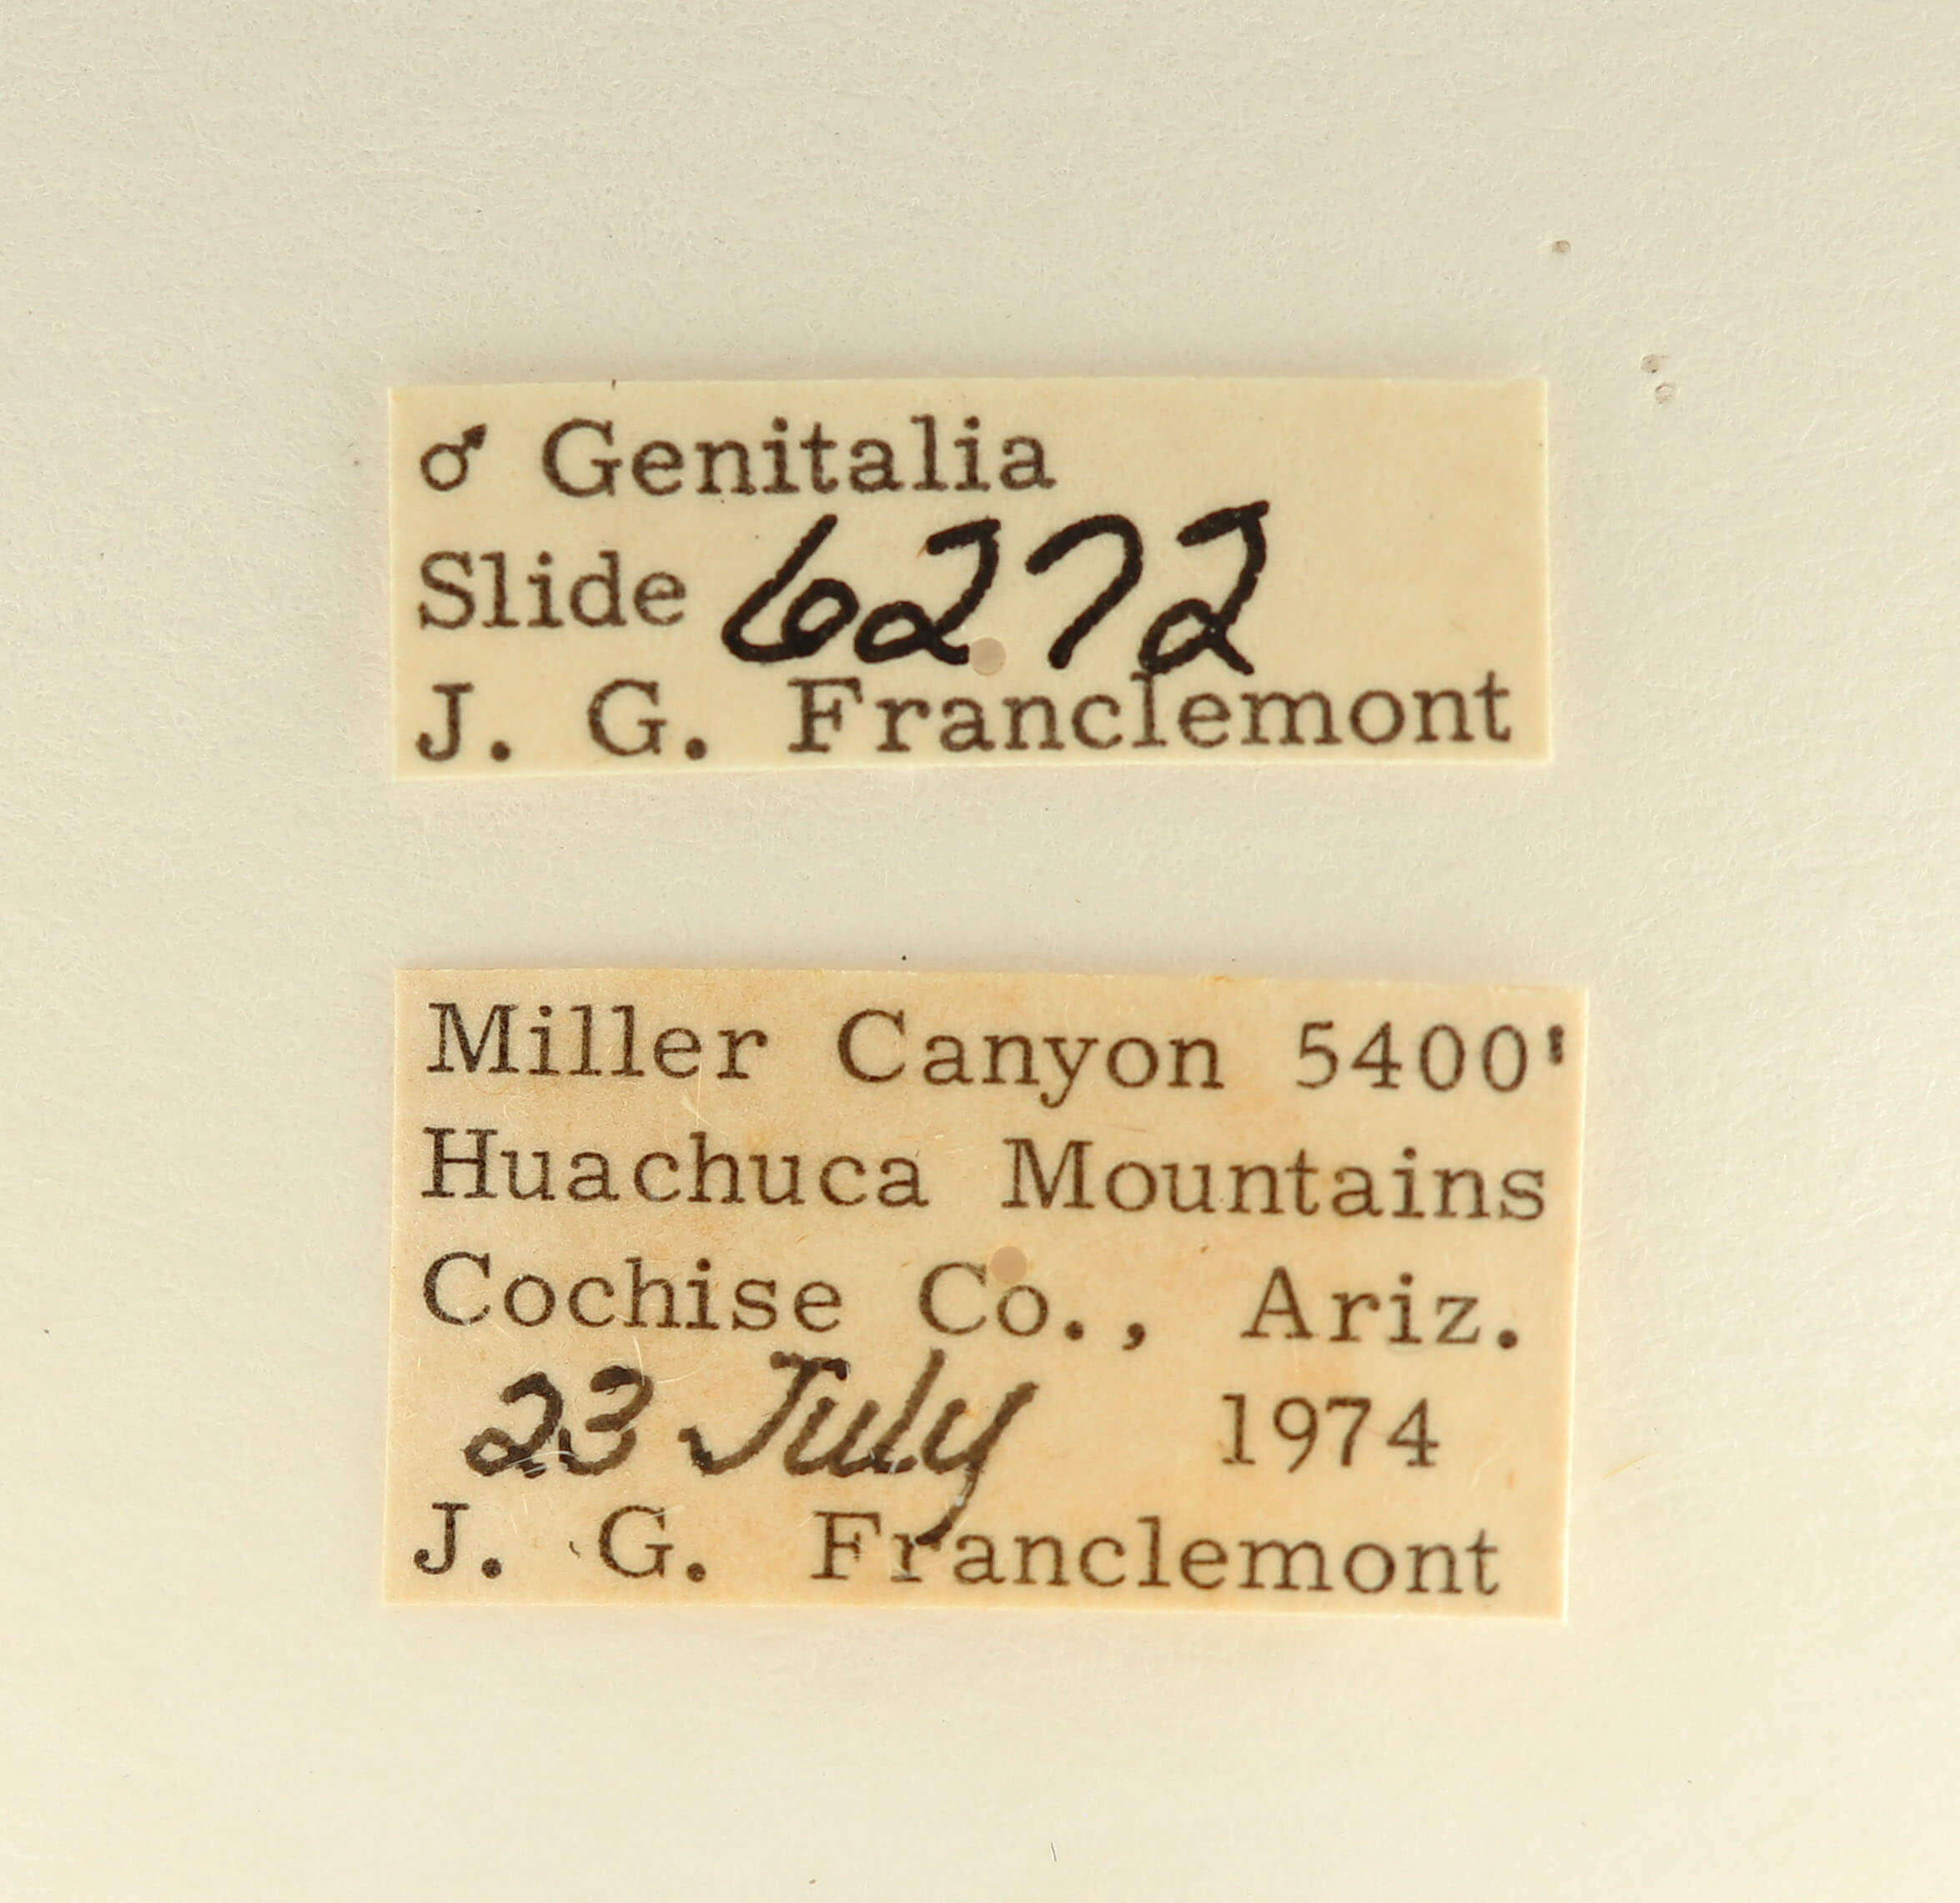 ♂ Genitalia
Slide 6272
J. G. Franclemont
Miller Canyon 5400'
Huachuca Mountains
Cochise Co., Ariz.
23 July 1974
J. G. Franclemont